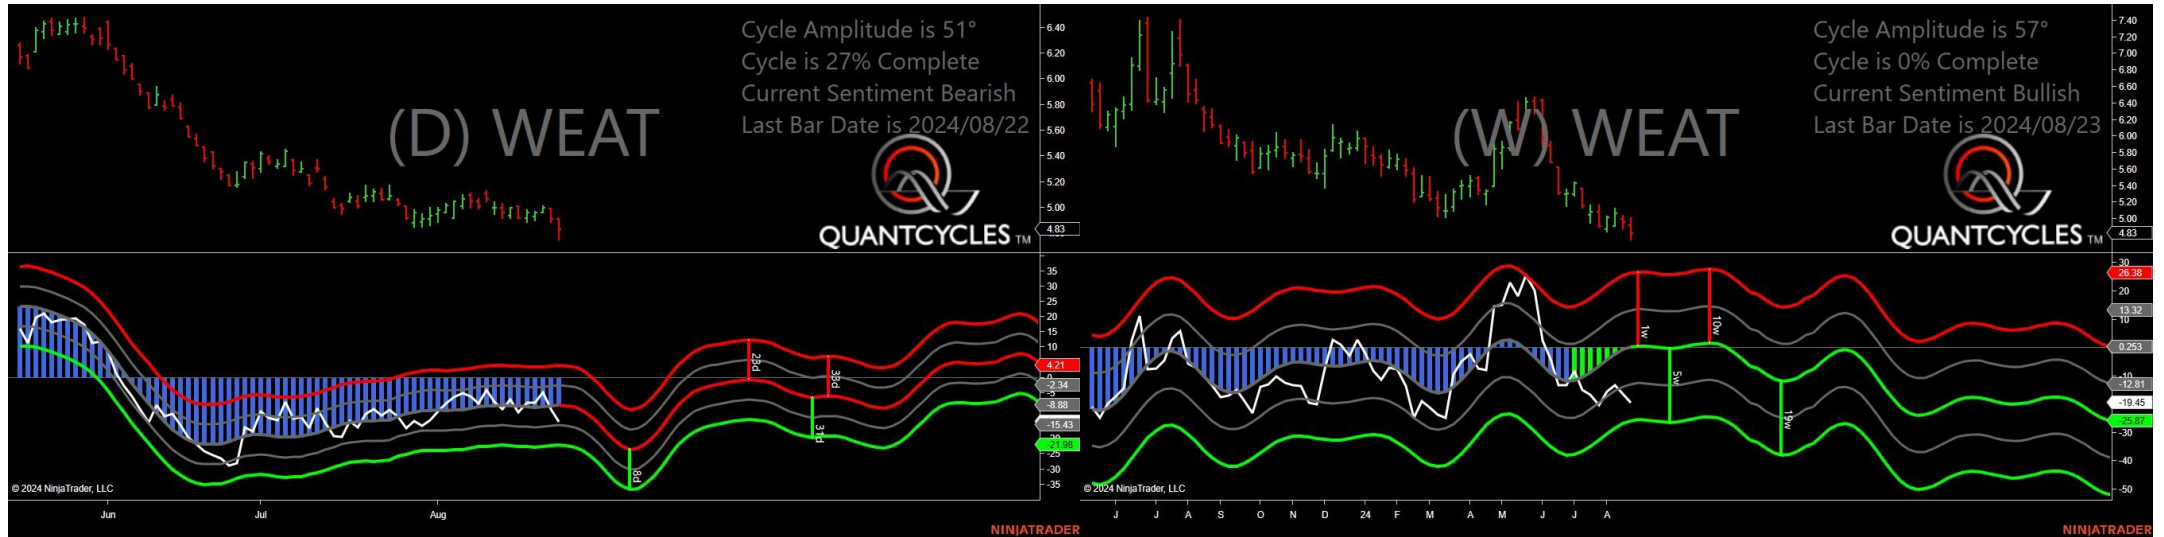 Cycle Amplitude is 51°
Cycle is 27% Complete
Current Sentiment Bearish
Last Bar Date is 2024/08/22
(D) WEAT
QUANTCYCLES TM
6.40
6.20
6.00
5.80
5.60
5.40
5.20
5.00
4.83
35
30
25
20
15
10
4.21
-2.34
-5
-8.88
-15.43
-21.98
-25
-30
-35
28d
33d
31d
8d
© 2024 NinjaTrader, LLC
Jun
Jul
Aug
NINJATRADER
Cycle Amplitude is 57°
Cycle is 0% Complete
Current Sentiment Bullish
Last Bar Date is 2024/08/23
(W) WEAT
QUANTCYCLES TM
7.40
7.20
7.00
6.80
6.60
6.40
6.20
6.00
5.80
5.60
5.40
5.20
5.00
4.83
30
26.38
20
13.32
10
0.253
-10
-12.81
-19.45
-25.87
-30
-40
-50
1w
10w
5w
19w
© 2024 NinjaTrader, LLC
J J A S O N D 24 F M A M J J A
NINJATRADER